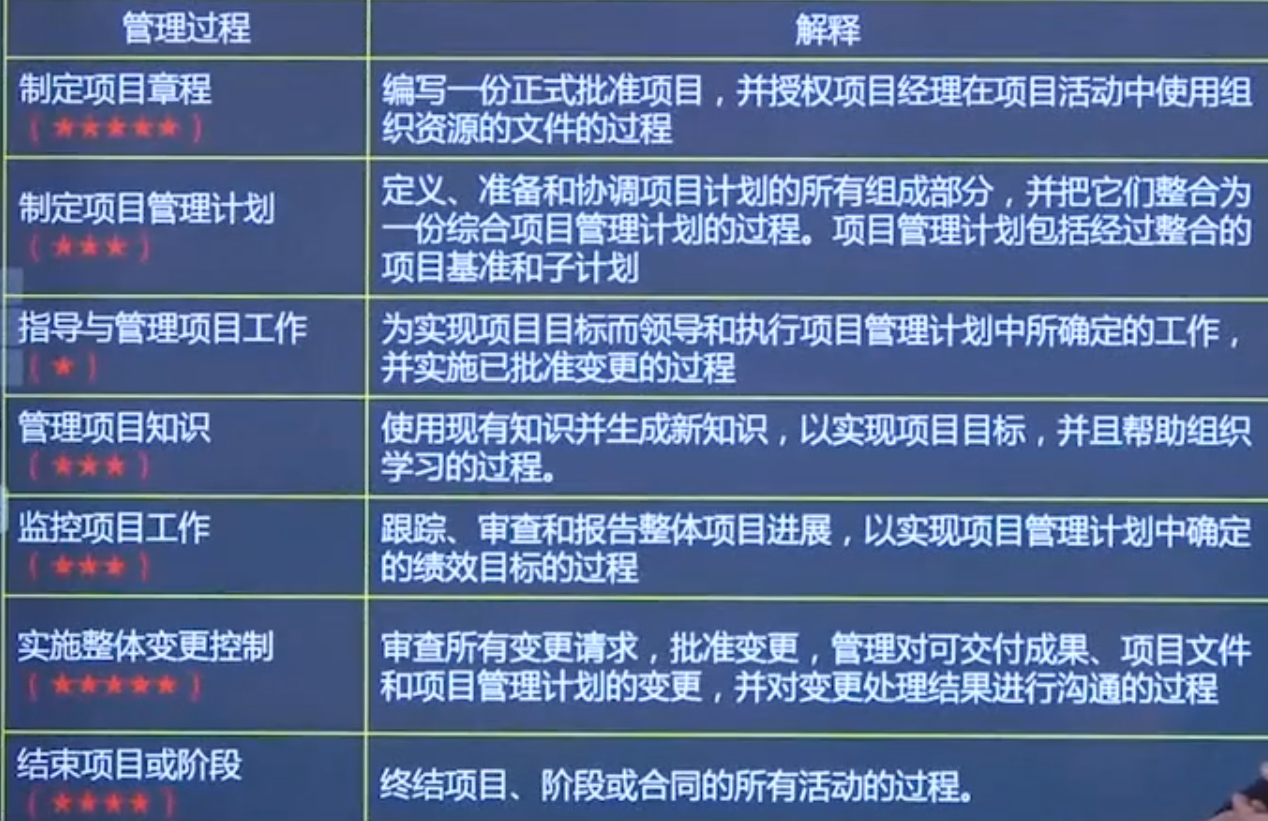 管理过程
解释
制定项目章程
（★★★★★）
编写一份正式批准项目，并授权项目经理在项目活动中使用组
织资源的文件的过程
制定项目管理计划
（★★★）
定义、准备和协调项目计划的所有组成部分，并把它们整合为
一份综合项目管理计划的过程。项目管理计划包括经过整合的
项目基准和子计划
指导与管理项目工作
（★）
为实现项目目标而领导和执行项目管理计划中所确定的工作，
并实施已批准变更的过程
管理项目知识
（★★★）
使用现有知识并生成新知识，以实现项目目标，并且帮助组织
学习的过程。
监控项目工作
（★★★）
跟踪、审查和报告整体项目进展，以实现项目管理计划中确定
的绩效目标的过程
实施整体变更控制
（★★★★★）
审查所有变更请求，批准变更，管理对可交付成果、项目文件
和项目管理计划的变更，并对变更处理结果进行沟通的过程
结束项目或阶段
（★★★★）
终结项目、阶段或合同的所有活动的过程。